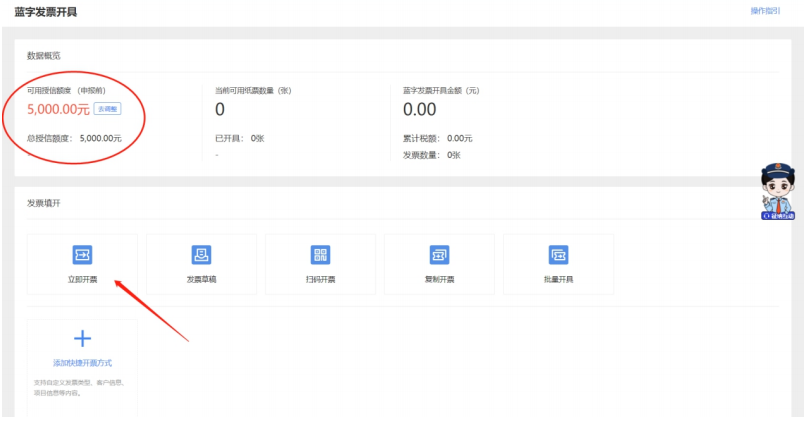 蓝字发票开具
操作指引
数据概览
可用授信额度 （申报前）
5,000.00元 去调整
总授信额度： 5,000.00元
-
当前可用纸票数量（张）
0
已开具： 0张
-
蓝字发票开具金额（元）
0.00
累计税额： 0.00元
发票数量： 0张
征纳互动
发票填开
立即开票
发票草稿
扫码开票
复制开票
批量开具
添加快捷开票方式
支持自定义发票类型、客户信息、
项目信息等内容。